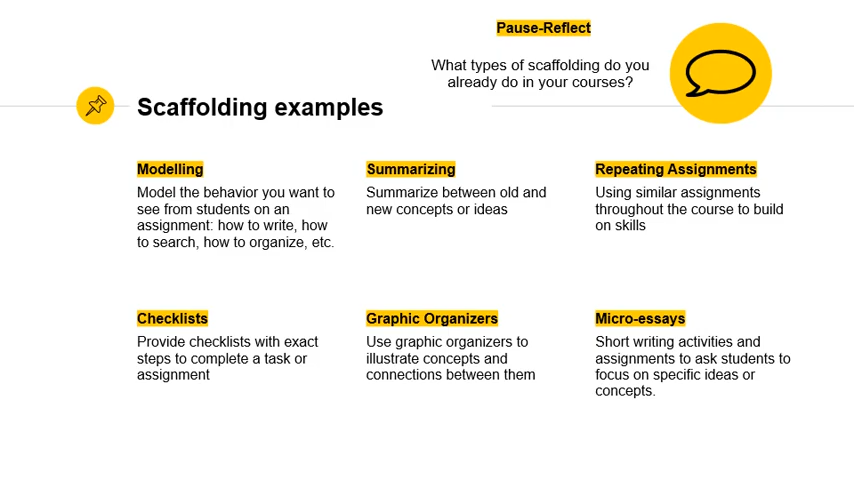 Pause-Reflect
What types of scaffolding do you
already do in your courses?
Scaffolding examples
Modelling
Model the behavior you want to
see from students on an
assignment: how to write, how
to search, how to organize, etc.
Summarizing
Summarize between old and
new concepts or ideas
Repeating Assignments
Using similar assignments
throughout the course to build
on skills
Checklists
Provide checklists with exact
steps to complete a task or
assignment
Graphic Organizers
Use graphic organizers to
illustrate concepts and
connections between them
Micro-essays
Short writing activities and
assignments to ask students to
focus on specific ideas or
concepts.